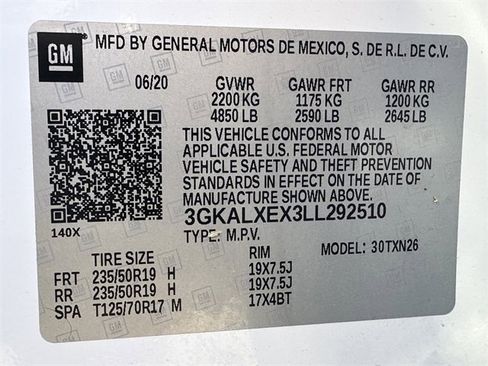 GM MFD BY GENERAL MOTORS DE MEXICO, S. DE R.L. DE C.V.
06/20 GVWR GAWR FRT GAWR RR
2200 KG 1175 KG 1200 KG
4850 LB 2590 LB 2645 LB
THIS VEHICLE CONFORMS TO ALL
APPLICABLE U.S. FEDERAL MOTOR
VEHICLE SAFETY AND THEFT PREVENTION
STANDARDS IN EFFECT ON THE DATE OF
MANUFACTURE SHOWN ABOVE.
3GKALXEX3LL292510
140X TYPE: M.P.V.
MODEL: 30TXN26
TIRE SIZE RIM
FRT 235/50R19 H 19X7.5J
RR 235/50R19 H 19X7.5J
SPA T125/70R17 M 17X4BT